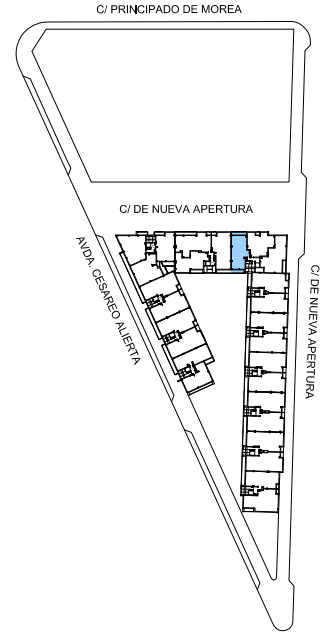 C/ PRINCIPADO DE MOREA
C/ DE NUEVA APERTURA
AVDA. CESAREO ALIERTA
C/ DE NUEVA APERTURA